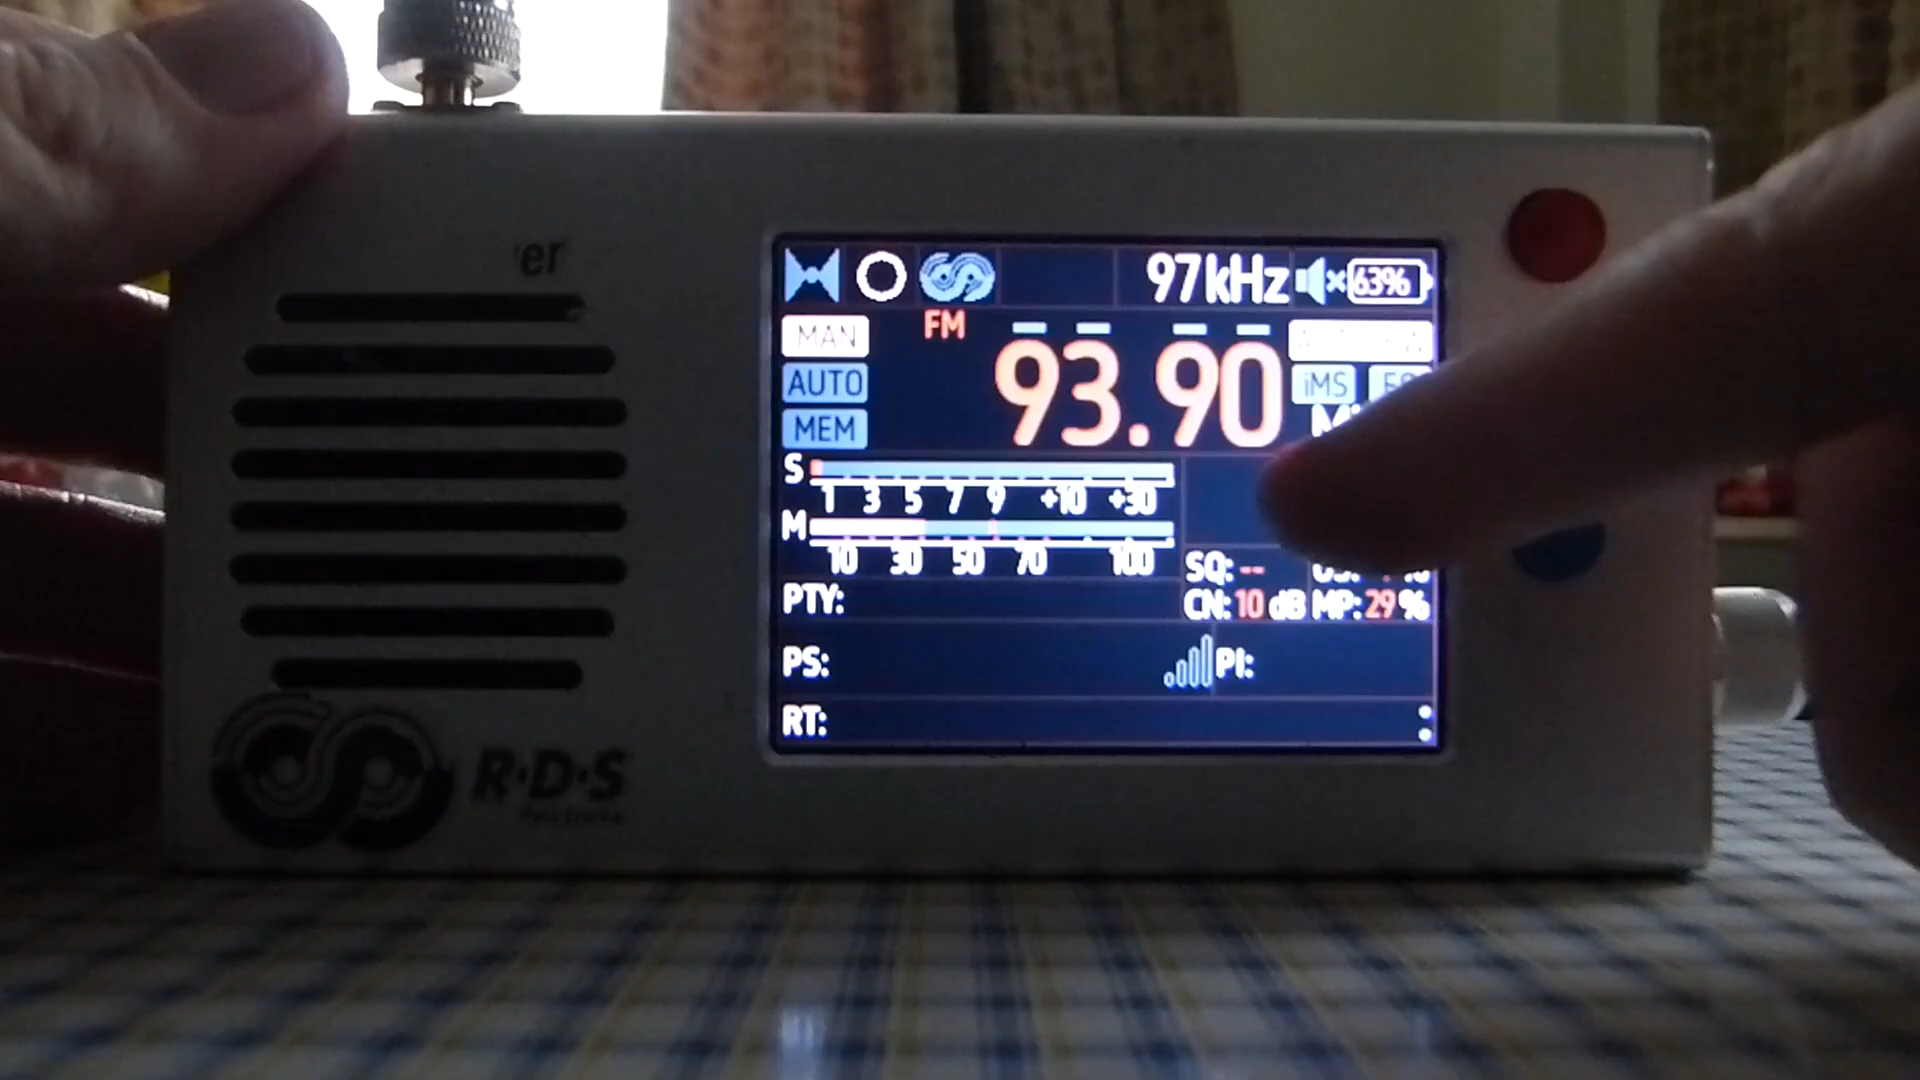 er
97kHz 63%
MAN FM
93.90
AUTO iMS
MEM
S
1 3 5 7 9 +10 +30
M
10 30 50 70 100
SQ: --
CN: 10 dB MP: 29 %
PTY:
PS: PI:
RT:
R·D·S